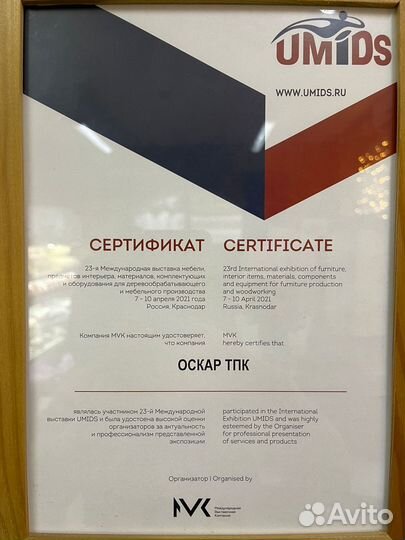 UMIDS
WWW.UMIDS.RU
СЕРТИФИКАТ
23-я Международная выставка мебели,
предметов интерьера, материалов, комплектующих
и оборудования для деревообрабатывающего
и мебельного производства
7 - 10 апреля 2021 года
Россия, Краснодар
CERTIFICATE
23rd International exhibition of furniture,
interior items, materials, components
and equipment for furniture production
and woodworking
7 - 10 April 2021
Russia, Krasnodar
Компания MVK настоящим удостоверяет,
что компания
MVK
hereby certifies that
ОСКАР ТПК
являлась участником 23-й Международной
выставки UMIDS и была удостоена высокой оценки
организаторов за актуальность
и профессионализм представленной
экспозиции
participated in the International
Exhibition UMIDS and was highly
esteemed by the Organiser
for professional presentation
of services and products
Организатор | Organised by
MVK
Международная
Выставочная
Компания
Avito